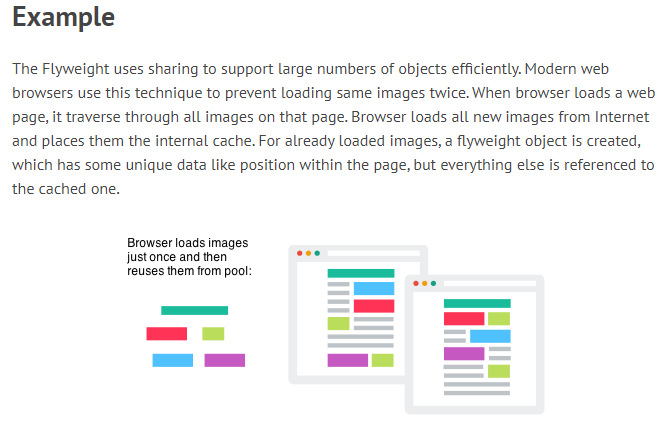 Example
The Flyweight uses sharing to support large numbers of objects efficiently. Modern web
browsers use this technique to prevent loading same images twice. When browser loads a web
page, it traverse through all images on that page. Browser loads all new images from Internet
and places them the internal cache. For already loaded images, a flyweight object is created,
which has some unique data like position within the page, but everything else is referenced to
the cached one.
Browser loads images
just once and then
reuses them from pool: